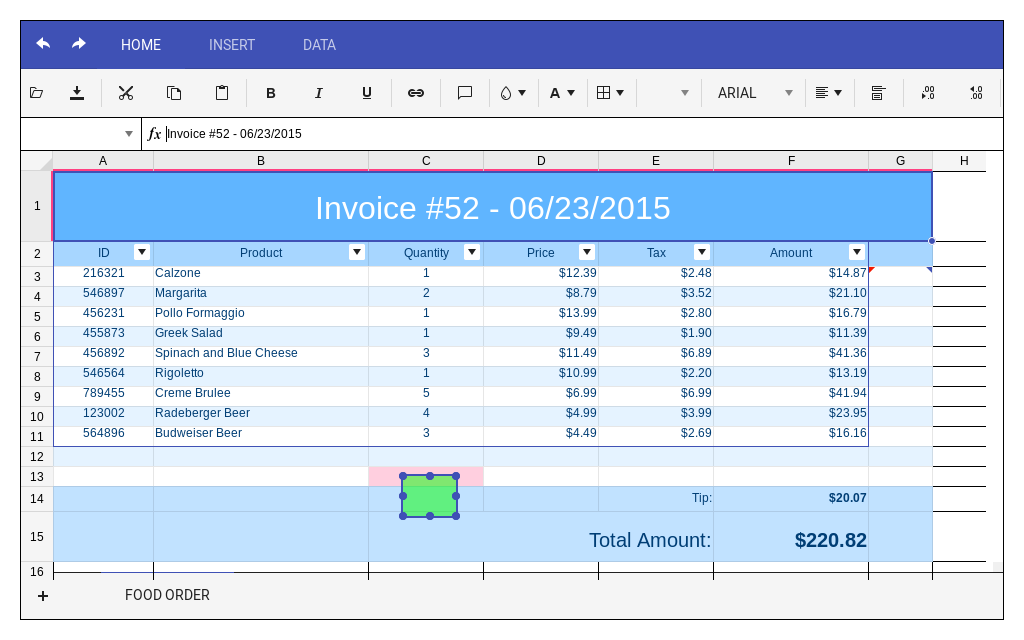 HOME INSERT DATA
B I U A ARIAL .00 .0 .0 .00
fx Invoice #52 - 06/23/2015
A B C D E F G H
1 Invoice #52 - 06/23/2015
2 ID Product Quantity Price Tax Amount
3 216321 Calzone 1 $12.39 $2.48 $14.87
4 546897 Margarita 2 $8.79 $3.52 $21.10
5 456231 Pollo Formaggio 1 $13.99 $2.80 $16.79
6 455873 Greek Salad 1 $9.49 $1.90 $11.39
7 456892 Spinach and Blue Cheese 3 $11.49 $6.89 $41.36
8 546564 Rigoletto 1 $10.99 $2.20 $13.19
9 789455 Creme Brulee 5 $6.99 $6.99 $41.94
10 123002 Radeberger Beer 4 $4.99 $3.99 $23.95
11 564896 Budweiser Beer 3 $4.49 $2.69 $16.16
12
13
14 Tip: $20.07
15 Total Amount: $220.82
16
+ FOOD ORDER